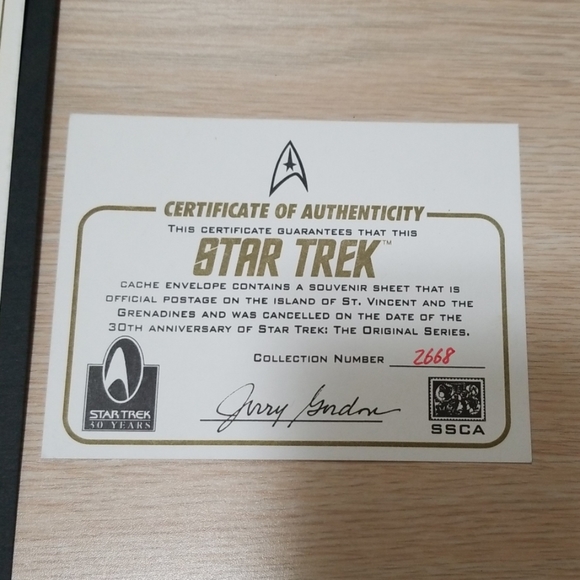 CERTIFICATE OF AUTHENTICITY
THIS CERTIFICATE GUARANTEES THAT THIS
STAR TREK™
CACHE ENVELOPE CONTAINS A SOUVENIR SHEET THAT IS
OFFICIAL POSTAGE ON THE ISLAND OF ST. VINCENT AND THE
GRENADINES AND WAS CANCELLED ON THE DATE OF THE
30TH ANNIVERSARY OF STAR TREK: THE ORIGINAL SERIES.
COLLECTION NUMBER 2668
STAR TREK
30 YEARS
Jerry Gordon
SSCA